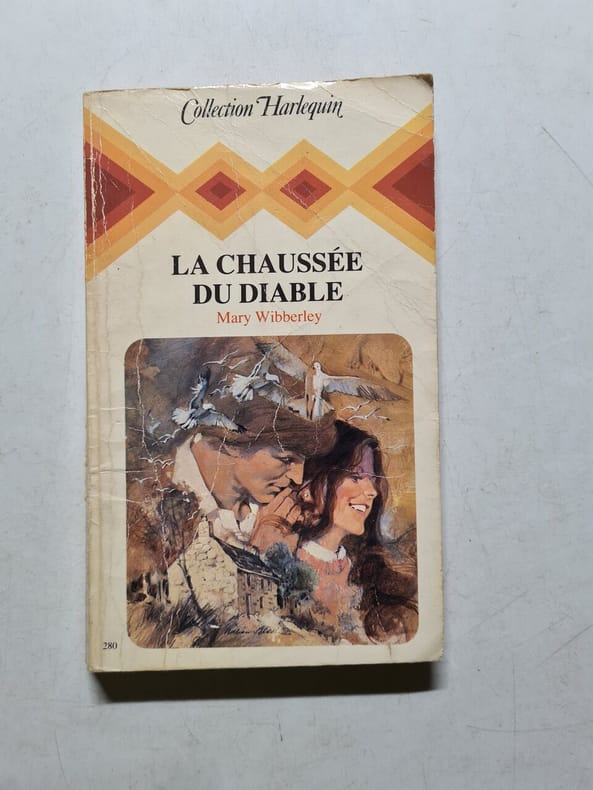 Collection Harlequin
LA CHAUSSÉE
DU DIABLE
Mary Wibberley
280